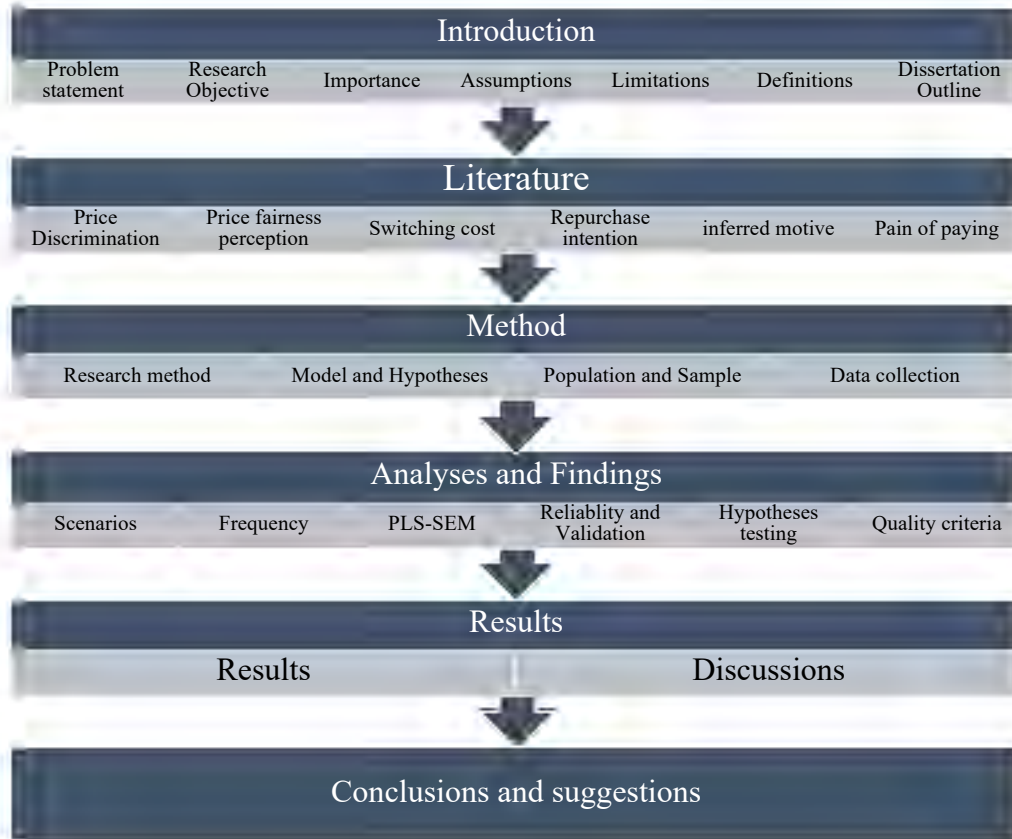 Introduction
Problem statement
Research Objective
Importance
Assumptions
Limitations
Definitions
Dissertation Outline
Literature
Price Discrimination
Price fairness perception
Switching cost
Repurchase intention
inferred motive
Pain of paying
Method
Research method
Model and Hypotheses
Population and Sample
Data collection
Analyses and Findings
Scenarios
Frequency
PLS-SEM
Reliablity and Validation
Hypotheses testing
Quality criteria
Results
Results
Discussions
Conclusions and suggestions